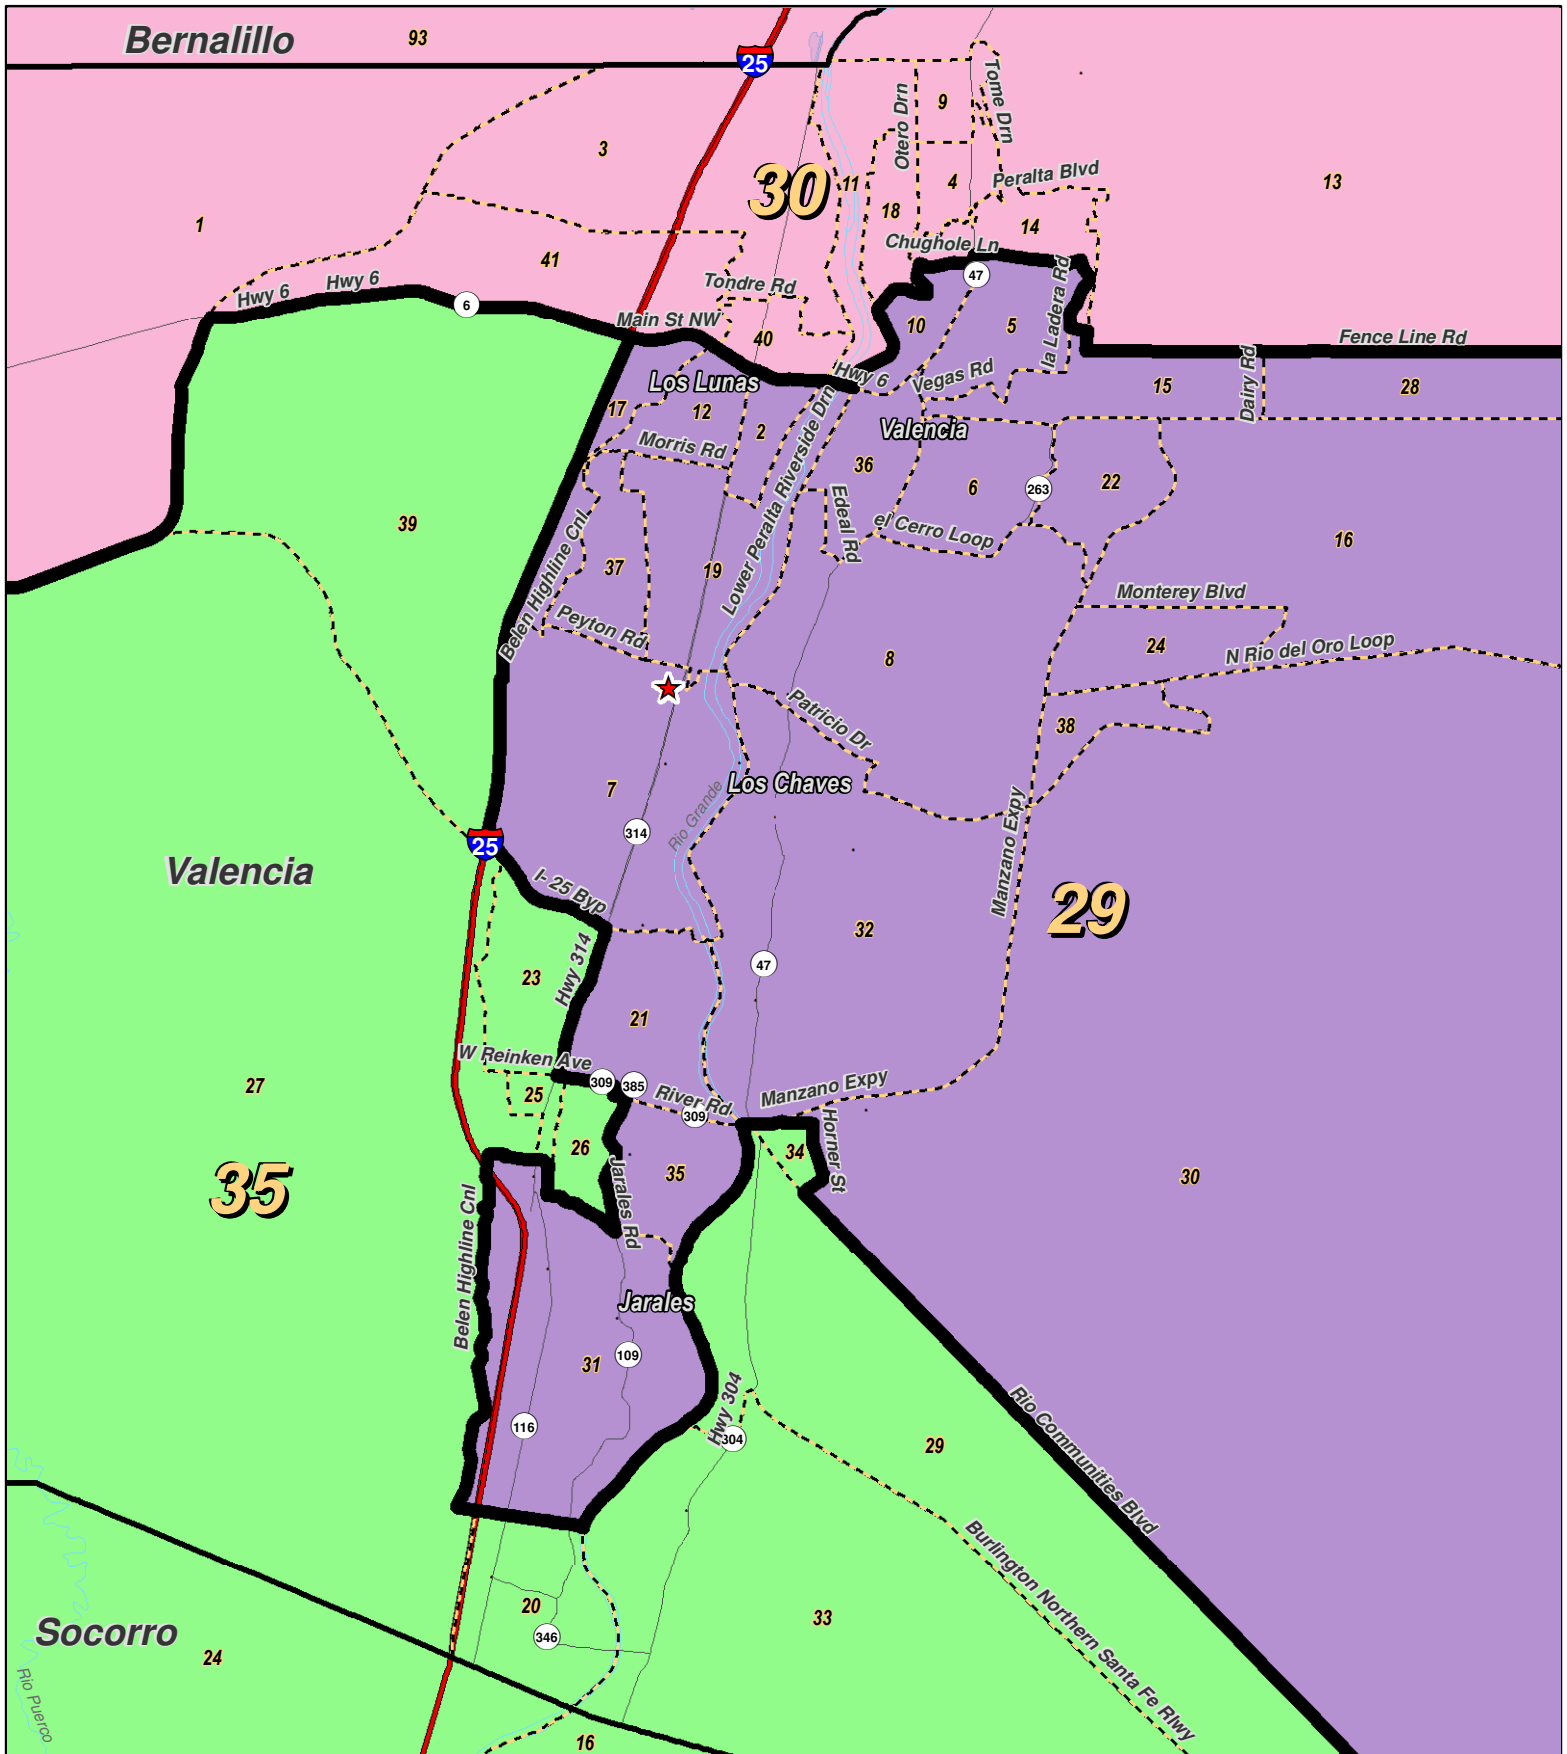 Bernalillo
93
25
Otero Drn
9
Tome Drn
3
30
11
4
Peralta Blvd
13
1
18
14
Chughole Ln
41
47
Hwy 6
Hwy 6
6
Tondre Rd
la Ladera Rd
Main St NW
40
10
5
Fence Line Rd
Los Lunas
Hwy 6
Vegas Rd
15
Dairy Rd
28
17
12
2
Valencia
Morris Rd
36
Lower Peralta Riverside Drn
6
263
22
39
Edeal Rd
el Cerro Loop
16
Belen Highline Cnl
37
19
Monterey Blvd
Peyton Rd
8
24
N Rio del Oro Loop
Patricio Dr
38
7
Los Chaves
Rio Grande
314
25
Manzano Expy
Valencia
I- 25 Byp
29
32
Hwy 314
23
47
21
W Reinken Ave
309
385
27
25
River Rd
309
Manzano Expy
Horner St
26
34
35
Jarales Rd
35
30
Belen Highline Cnl
Jarales
31
109
116
Hwy 304
304
29
Rio Communities Blvd
Burlington Northern Santa Fe Rlwy
20
33
Socorro
346
24
Rio Puerco
16